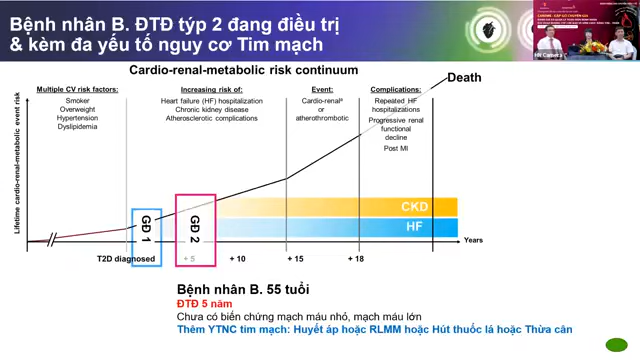 Bệnh nhân B. ĐTĐ týp 2 đang điều trị
& kèm đa yếu tố nguy cơ Tim mạch
HN Camera
Cardio-renal-metabolic risk continuum
Death
Multiple CV risk factors:
Smoker
Overweight
Hypertension
Dyslipidemia
Increasing risk of:
Heart failure (HF) hospitalization
Chronic kidney disease
Atherosclerotic complications
Event:
Cardio-renalª
or
atherothrombotic
Complications:
Repeated HF
hospitalizations
Progressive renal
functional
decline
Post MI
Lifetime cardio-renal-metabolic event risk
GĐ 1
GĐ 2
CKD
HF
Years
T2D diagnosed
+ 5
+ 10
+ 15
+ 18
Bệnh nhân B. 55 tuổi
ĐTĐ 5 năm
Chưa có biến chứng mạch máu nhỏ, mạch máu lớn
Thêm YTNC tim mạch: Huyết áp hoặc RLMM hoặc Hút thuốc lá hoặc Thừa cân